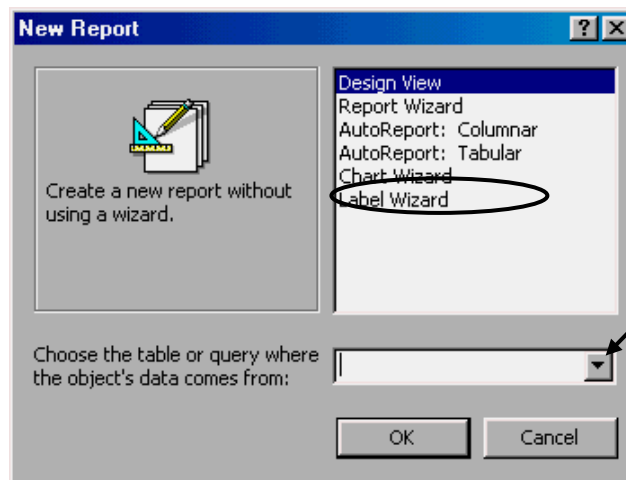 New Report
Create a new report without
using a wizard.
Design View
Report Wizard
AutoReport: Columnar
AutoReport: Tabular
Chart Wizard
Label Wizard
Choose the table or query where
the object's data comes from:
OK
Cancel